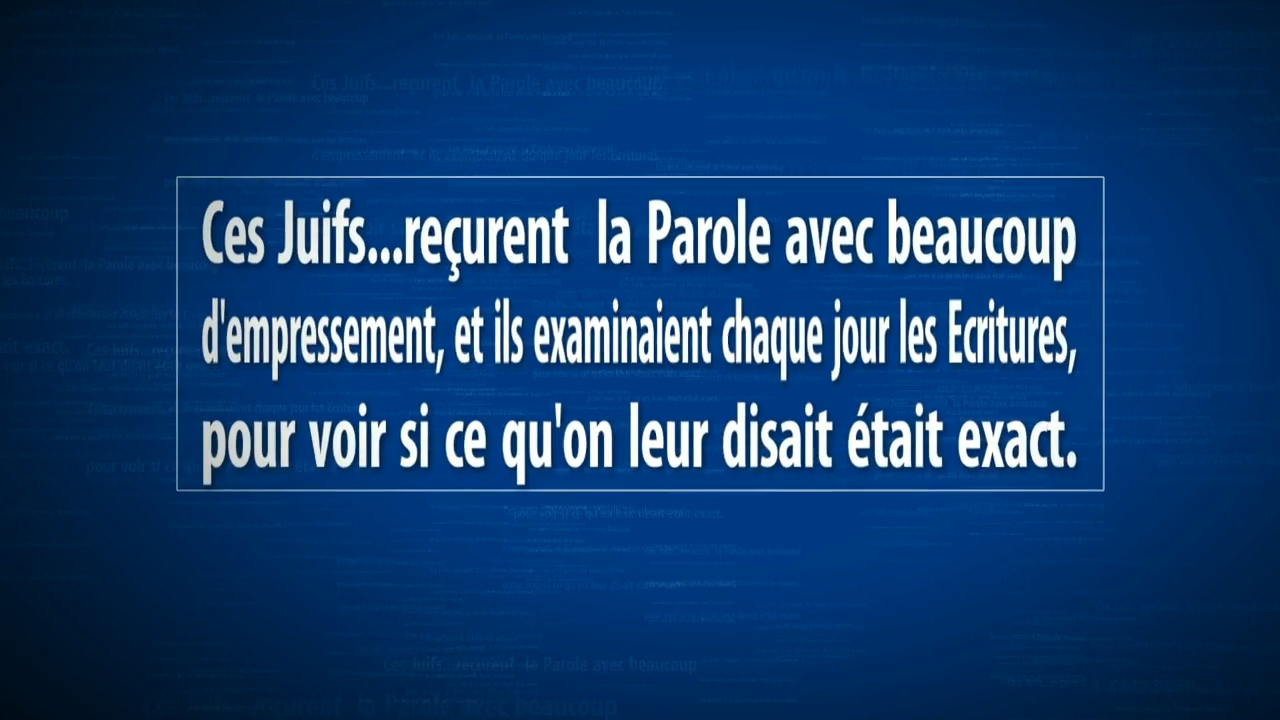 Ces Juifs...reçurent  la Parole avec beaucoup
d'empressement, et ils examinaient chaque jour les Ecritures,
pour voir si ce qu'on leur disait était exact.